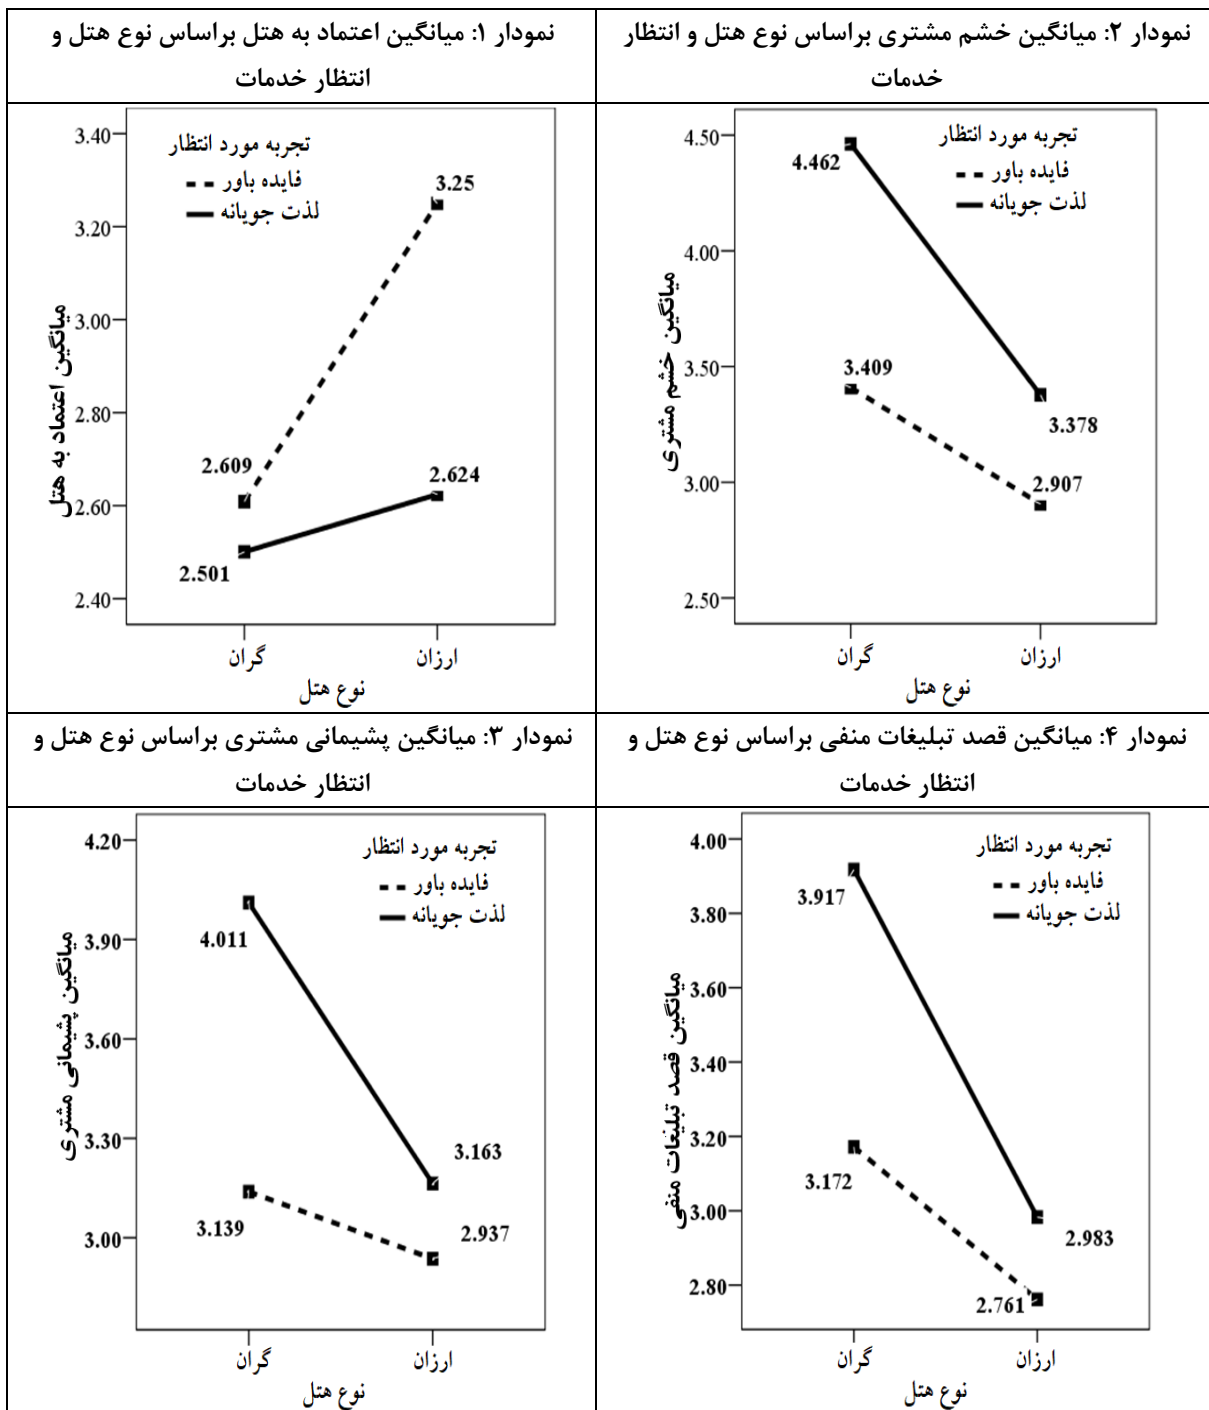 نمودار ۱: میانگین اعتماد به هتل براساس نوع هتل و
انتظار خدمات
3.40
3.20
3.00
2.80
2.60
2.40
میانگین اعتماد به هتل
تجربه مورد انتظار
فایده باور
لذت جویانه
3.25
2.609
2.624
2.501
گران
ارزان
نوع هتل
نمودار ۲: میانگین خشم مشتری براساس نوع هتل و انتظار
خدمات
4.50
4.00
3.50
3.00
2.50
میانگین خشم مشتری
تجربه مورد انتظار
فایده باور
لذت جویانه
4.462
3.409
3.378
2.907
گران
ارزان
نوع هتل
نمودار ۳: میانگین پشیمانی مشتری براساس نوع هتل و
انتظار خدمات
4.20
3.90
3.60
3.30
3.00
میانگین پشیمانی مشتری
تجربه مورد انتظار
فایده باور
لذت جویانه
4.011
3.163
3.139
2.937
گران
ارزان
نوع هتل
نمودار ۴: میانگین قصد تبلیغات منفی براساس نوع هتل و
انتظار خدمات
4.00
3.80
3.60
3.40
3.20
3.00
2.80
میانگین قصد تبلیغات منفی
تجربه مورد انتظار
فایده باور
لذت جویانه
3.917
3.172
2.983
2.761
گران
ارزان
نوع هتل